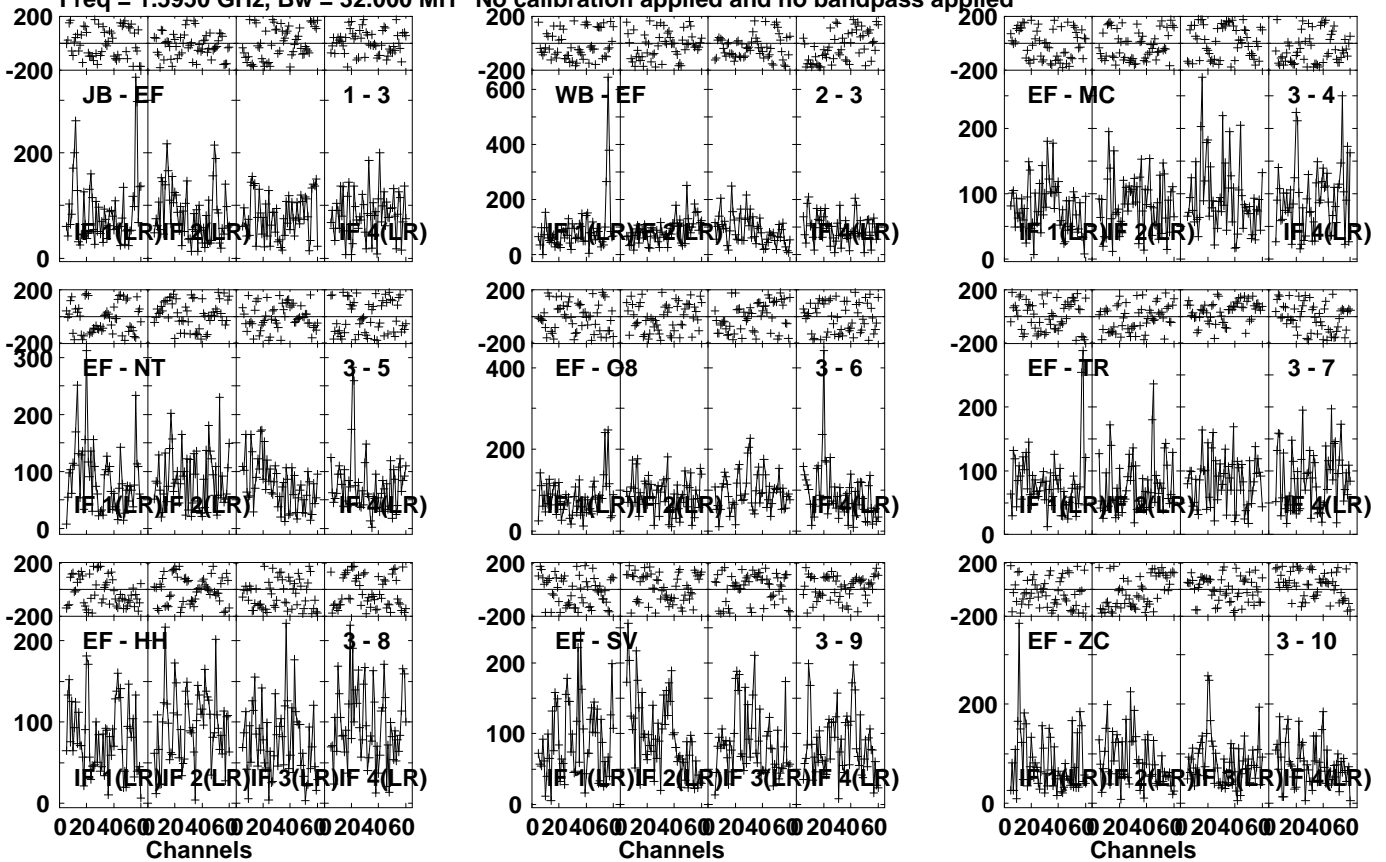 Freq = 1.5950 GHz, Bw = 32.000 MH No calibration applied and no bandpass applied
200 200 200
-200 -200 -200
JB - EF 1 - 3 WB - EF 2 - 3 EF - MC 3 - 4
600
200 400 200
200 100
0 0 0
IF 1(LR) IF 2(LR) IF 4(LR) IF 1(LR) IF 2(LR) IF 4(LR) IF 1(LR) IF 2(LR) IF 4(LR)
200 200 200
-200 -200 -200
EF - NT 3 - 5 EF - O8 3 - 6 EF - TR 3 - 7
300 400
200 200 200
100 100
0 0 0
IF 1(LR) IF 2(LR) IF 4(LR) IF 1(LR) IF 2(LR) IF 4(LR) IF 1(LR) IF 2(LR) IF 4(LR)
200 200 200
-200 -200 -200
EF - HH 3 - 8 EF - SV 3 - 9 EF - ZC 3 - 10
200 200 200
100 100
0 0 0
IF 1(LR) IF 2(LR) IF 3(LR) IF 4(LR) IF 1(LR) IF 2(LR) IF 3(LR) IF 4(LR) IF 1(LR) IF 2(LR) IF 3(LR) IF 4(LR)
0 20 40 60 0 20 40 60 0 20 40 60 0 20 40 60 0 20 40 60 0 20 40 60 0 20 40 60 0 20 40 60 0 20 40 60 0 20 40 60 0 20 40 60 0 20 40 60
Channels Channels Channels